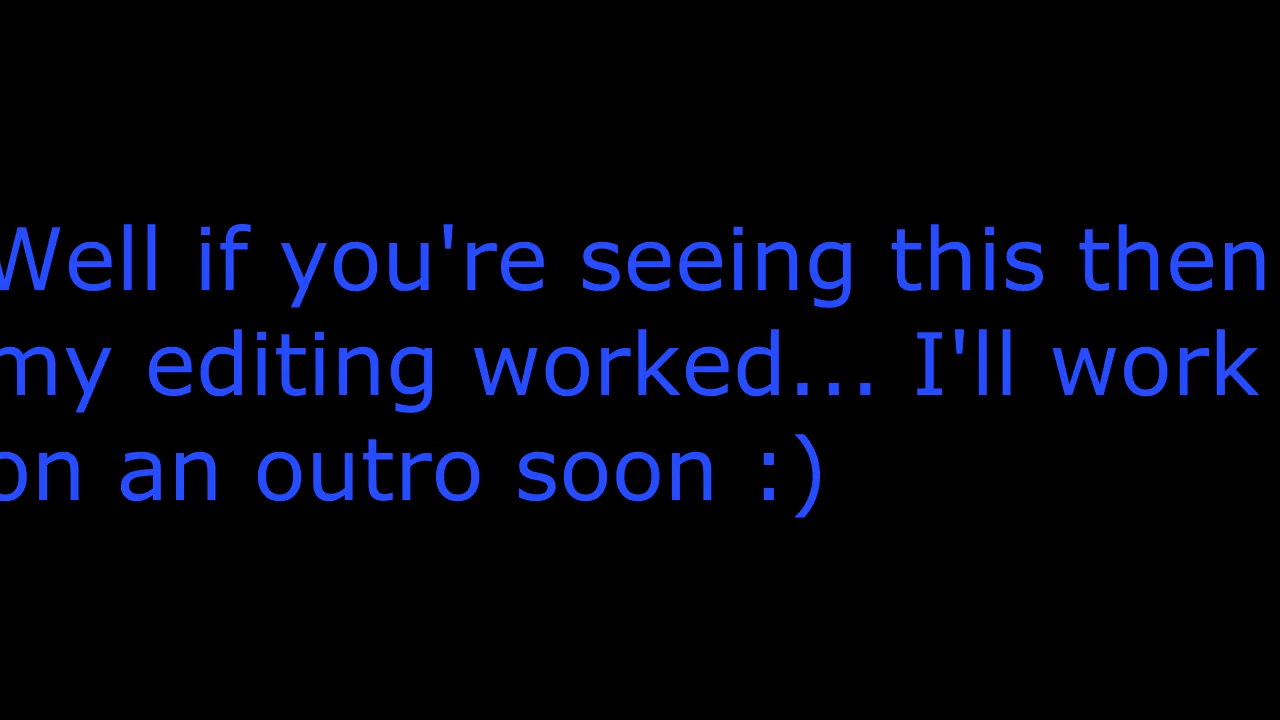 Well if you're seeing this then
my editing worked... I'll work
on an outro soon :)